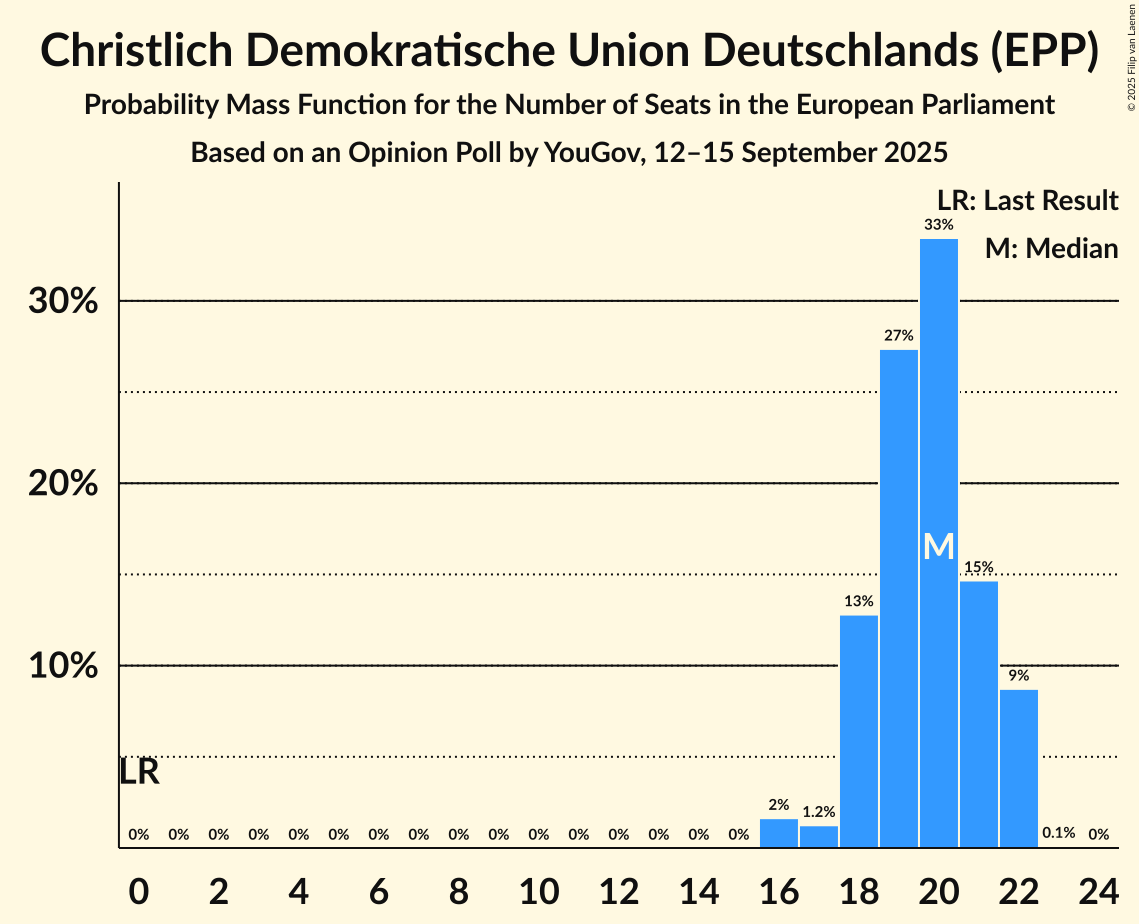 Christlich Demokratische Union Deutschlands (EPP)
Probability Mass Function for the Number of Seats in the European Parliament
Based on an Opinion Poll by YouGov, 12–15 September 2025
© 2025 Filip van Laenen
LR: Last Result
M: Median
33%
30%
27%
20%
M
15%
13%
10%
9%
LR
2%
1.2%
0% 0% 0% 0% 0% 0% 0% 0% 0% 0% 0% 0% 0% 0% 0% 0% 0.1% 0%
0 2 4 6 8 10 12 14 16 18 20 22 24